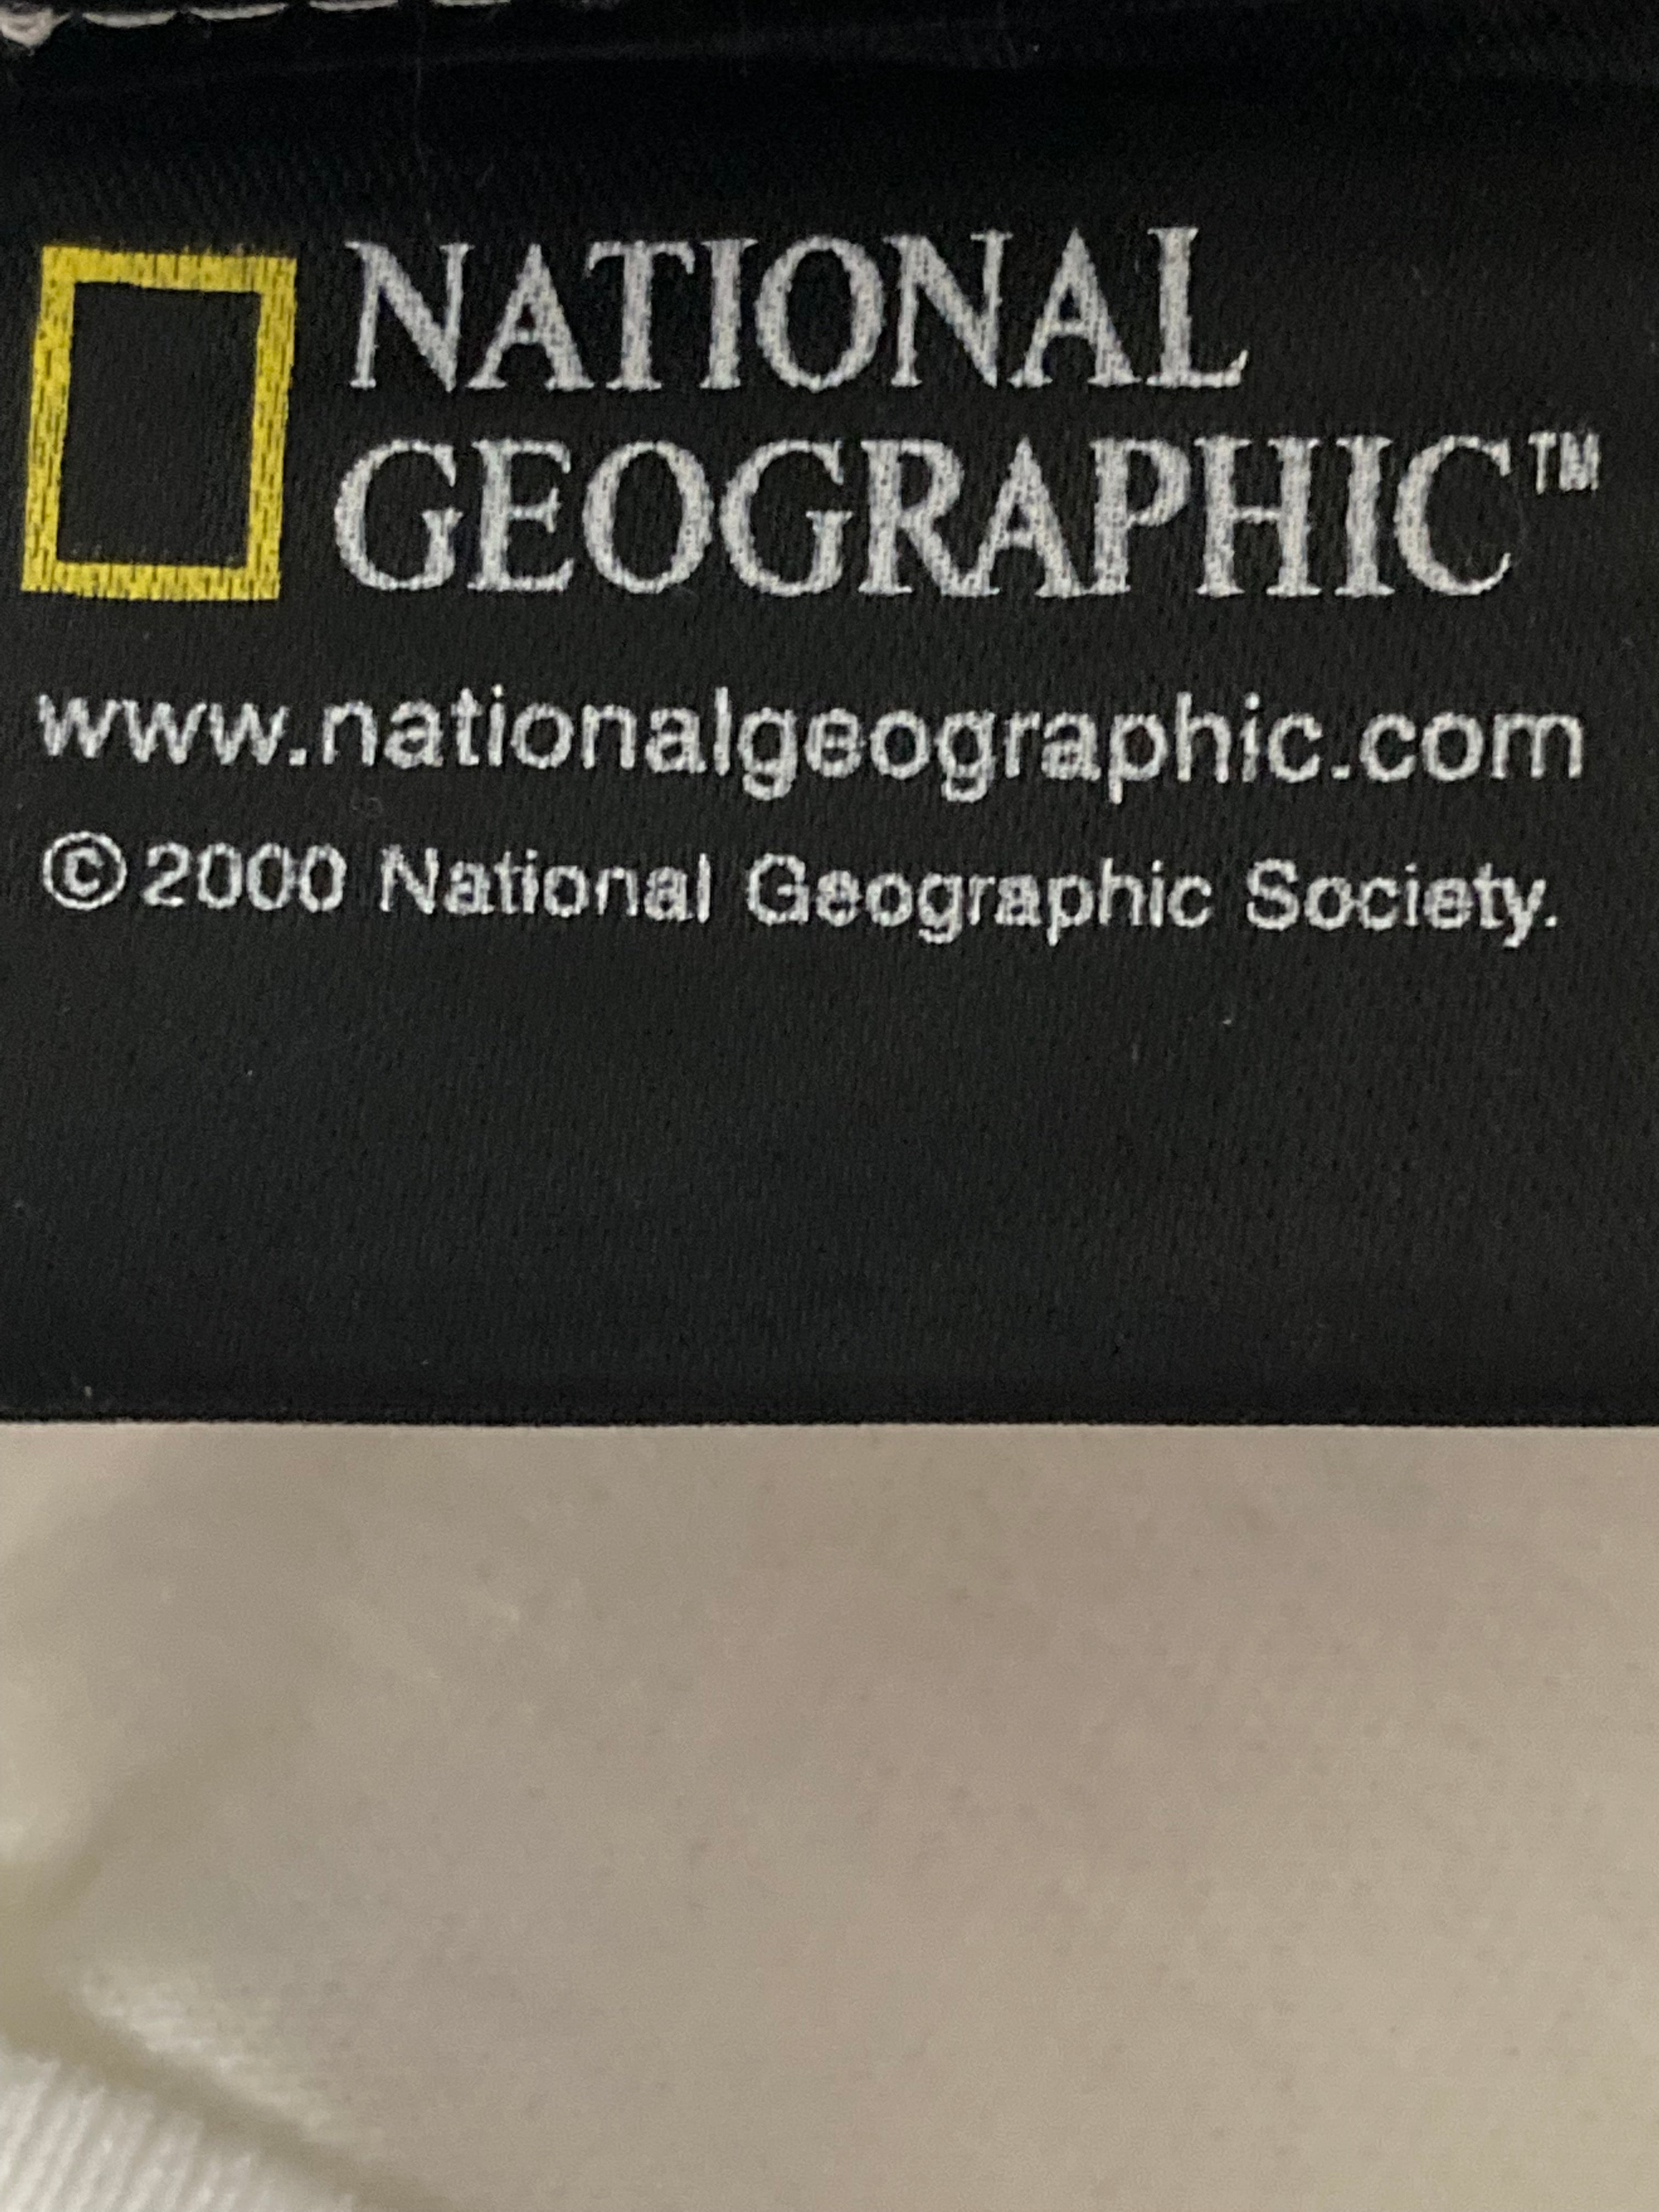 NATIONAL
GEOGRAPHIC™
www.nationalgeographic.com
©2000 National Geographic Society.